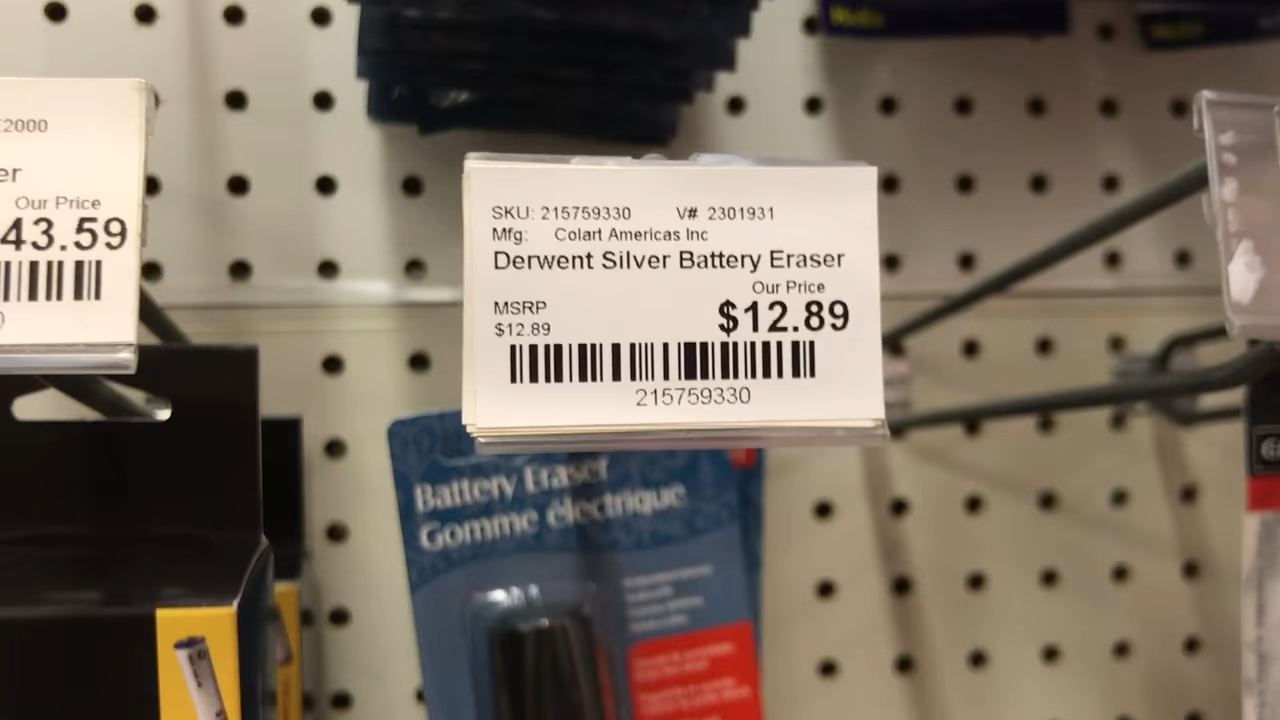 E2000
er
Our Price
43.59
SKU: 215759330 V# 2301931
Mfg: Colart Americas Inc
Derwent Silver Battery Eraser
Our Price
MSRP
$12.89
$12.89
215759330
Battery Eraser
Gomme électrique